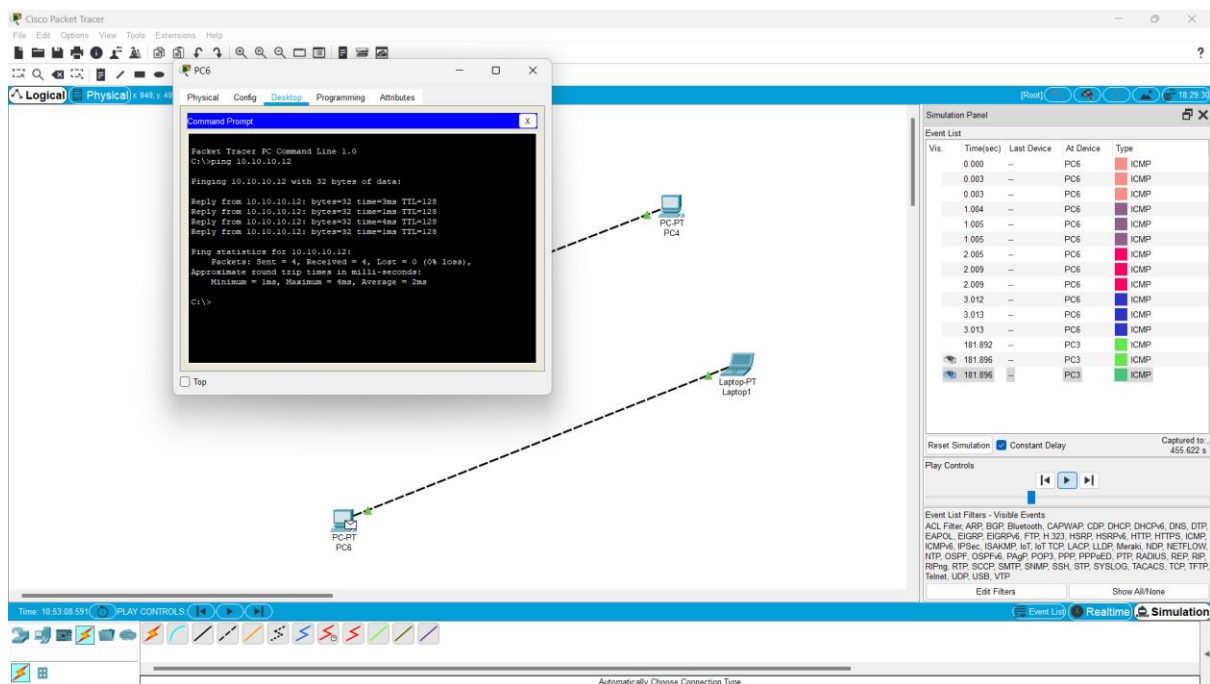 Cisco Packet Tracer
File Edit Options View Tools Extensions Help
?
Logical Physical x: 949, y: 49
[Root] 18:29:30
PC6
Physical Config Desktop Programming Attributes
Command Prompt X
Packet Tracer PC Command Line 1.0
C:\>ping 10.10.10.12
Pinging 10.10.10.12 with 32 bytes of data:
Reply from 10.10.10.12: bytes=32 time=3ms TTL=128
Reply from 10.10.10.12: bytes=32 time=1ms TTL=128
Reply from 10.10.10.12: bytes=32 time=4ms TTL=128
Reply from 10.10.10.12: bytes=32 time=1ms TTL=128
Ping statistics for 10.10.10.12:
Packets: Sent = 4, Received = 4, Lost = 0 (0% loss),
Approximate round trip times in milli-seconds:
Minimum = 1ms, Maximum = 4ms, Average = 2ms
C:\>
Top
PC-PT
PC4
Laptop-PT
Laptop1
PC-PT
PC6
Simulation Panel
Event List
Vis. Time(sec) Last Device At Device Type
0.000 -- PC6 ICMP
0.003 -- PC6 ICMP
0.003 -- PC6 ICMP
1.004 -- PC6 ICMP
1.005 -- PC6 ICMP
1.005 -- PC6 ICMP
2.005 -- PC6 ICMP
2.009 -- PC6 ICMP
2.009 -- PC6 ICMP
3.012 -- PC6 ICMP
3.013 -- PC6 ICMP
3.013 -- PC6 ICMP
181.892 -- PC3 ICMP
181.896 -- PC3 ICMP
181.896 -- PC3 ICMP
Reset Simulation Constant Delay Captured to:
455.622 s
Play Controls
Event List Filters - Visible Events
ACL Filter, ARP, BGP, Bluetooth, CAPWAP, CDP, DHCP, DHCPv6, DNS, DTP,
EAPOL, EIGRP, EIGRPv6, FTP, H.323, HSRP, HSRPv6, HTTP, HTTPS, ICMP,
ICMPv6, IPSec, ISAKMP, IoT, IoT TCP, LACP, LLDP, Meraki, NDP, NETFLOW,
NTP, OSPF, OSPFv6, PAgP, POP3, PPP, PPPoED, PTP, RADIUS, REP, RIP,
RIPng, RTP, SCCP, SMTP, SNMP, SSH, STP, SYSLOG, TACACS, TCP, TFTP,
Telnet, UDP, USB, VTP
Edit Filters Show All/None
Time: 10:53:08.591 PLAY CONTROLS: Event List Realtime Simulation
Automatically Choose Connection Type